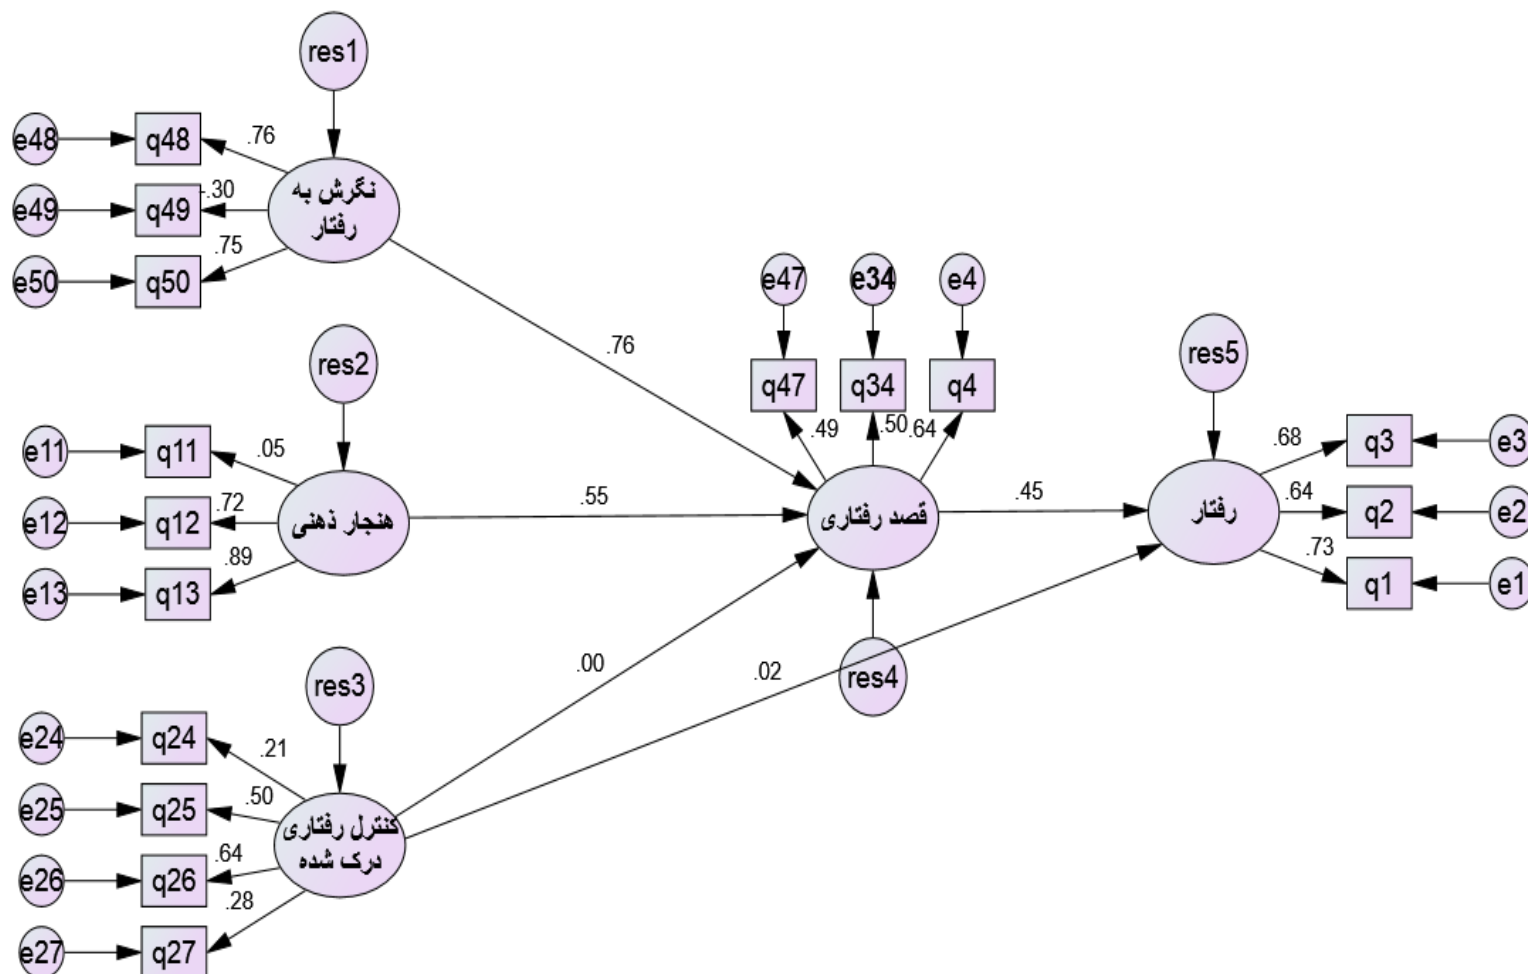 res1
e48
q48
.76
e49
q49
-.30
نگرش به
رفتار
e50
q50
.75
.76
res2
e11
q11
.05
e12
q12
.72
هنجار ذهنی
e13
q13
.89
.55
e47
e34
e4
q47
q34
q4
.49
.50
.64
قصد رفتاری
res4
.45
res5
رفتار
.68
q3
e3
.64
q2
e2
.73
q1
e1
res3
e24
q24
.21
e25
q25
.50
کنترل رفتاری
درک شده
e26
q26
.64
e27
q27
.28
.00
.02